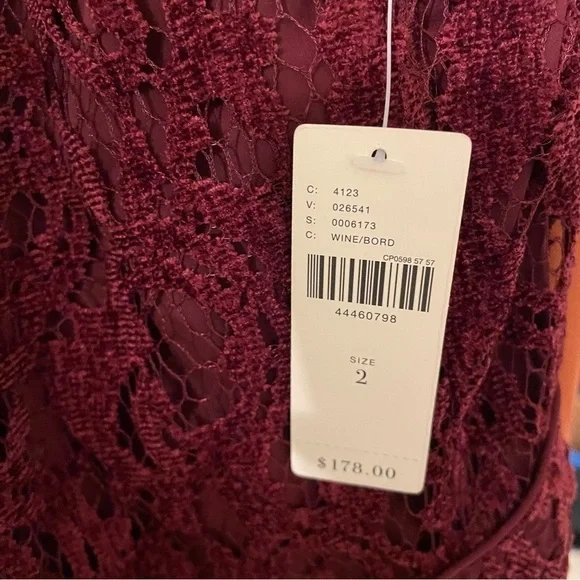 C: 4123
V: 026541
S: 0006173
C: WINE/BORD
CP0598 57 57
44460798
SIZE
2
$178.00